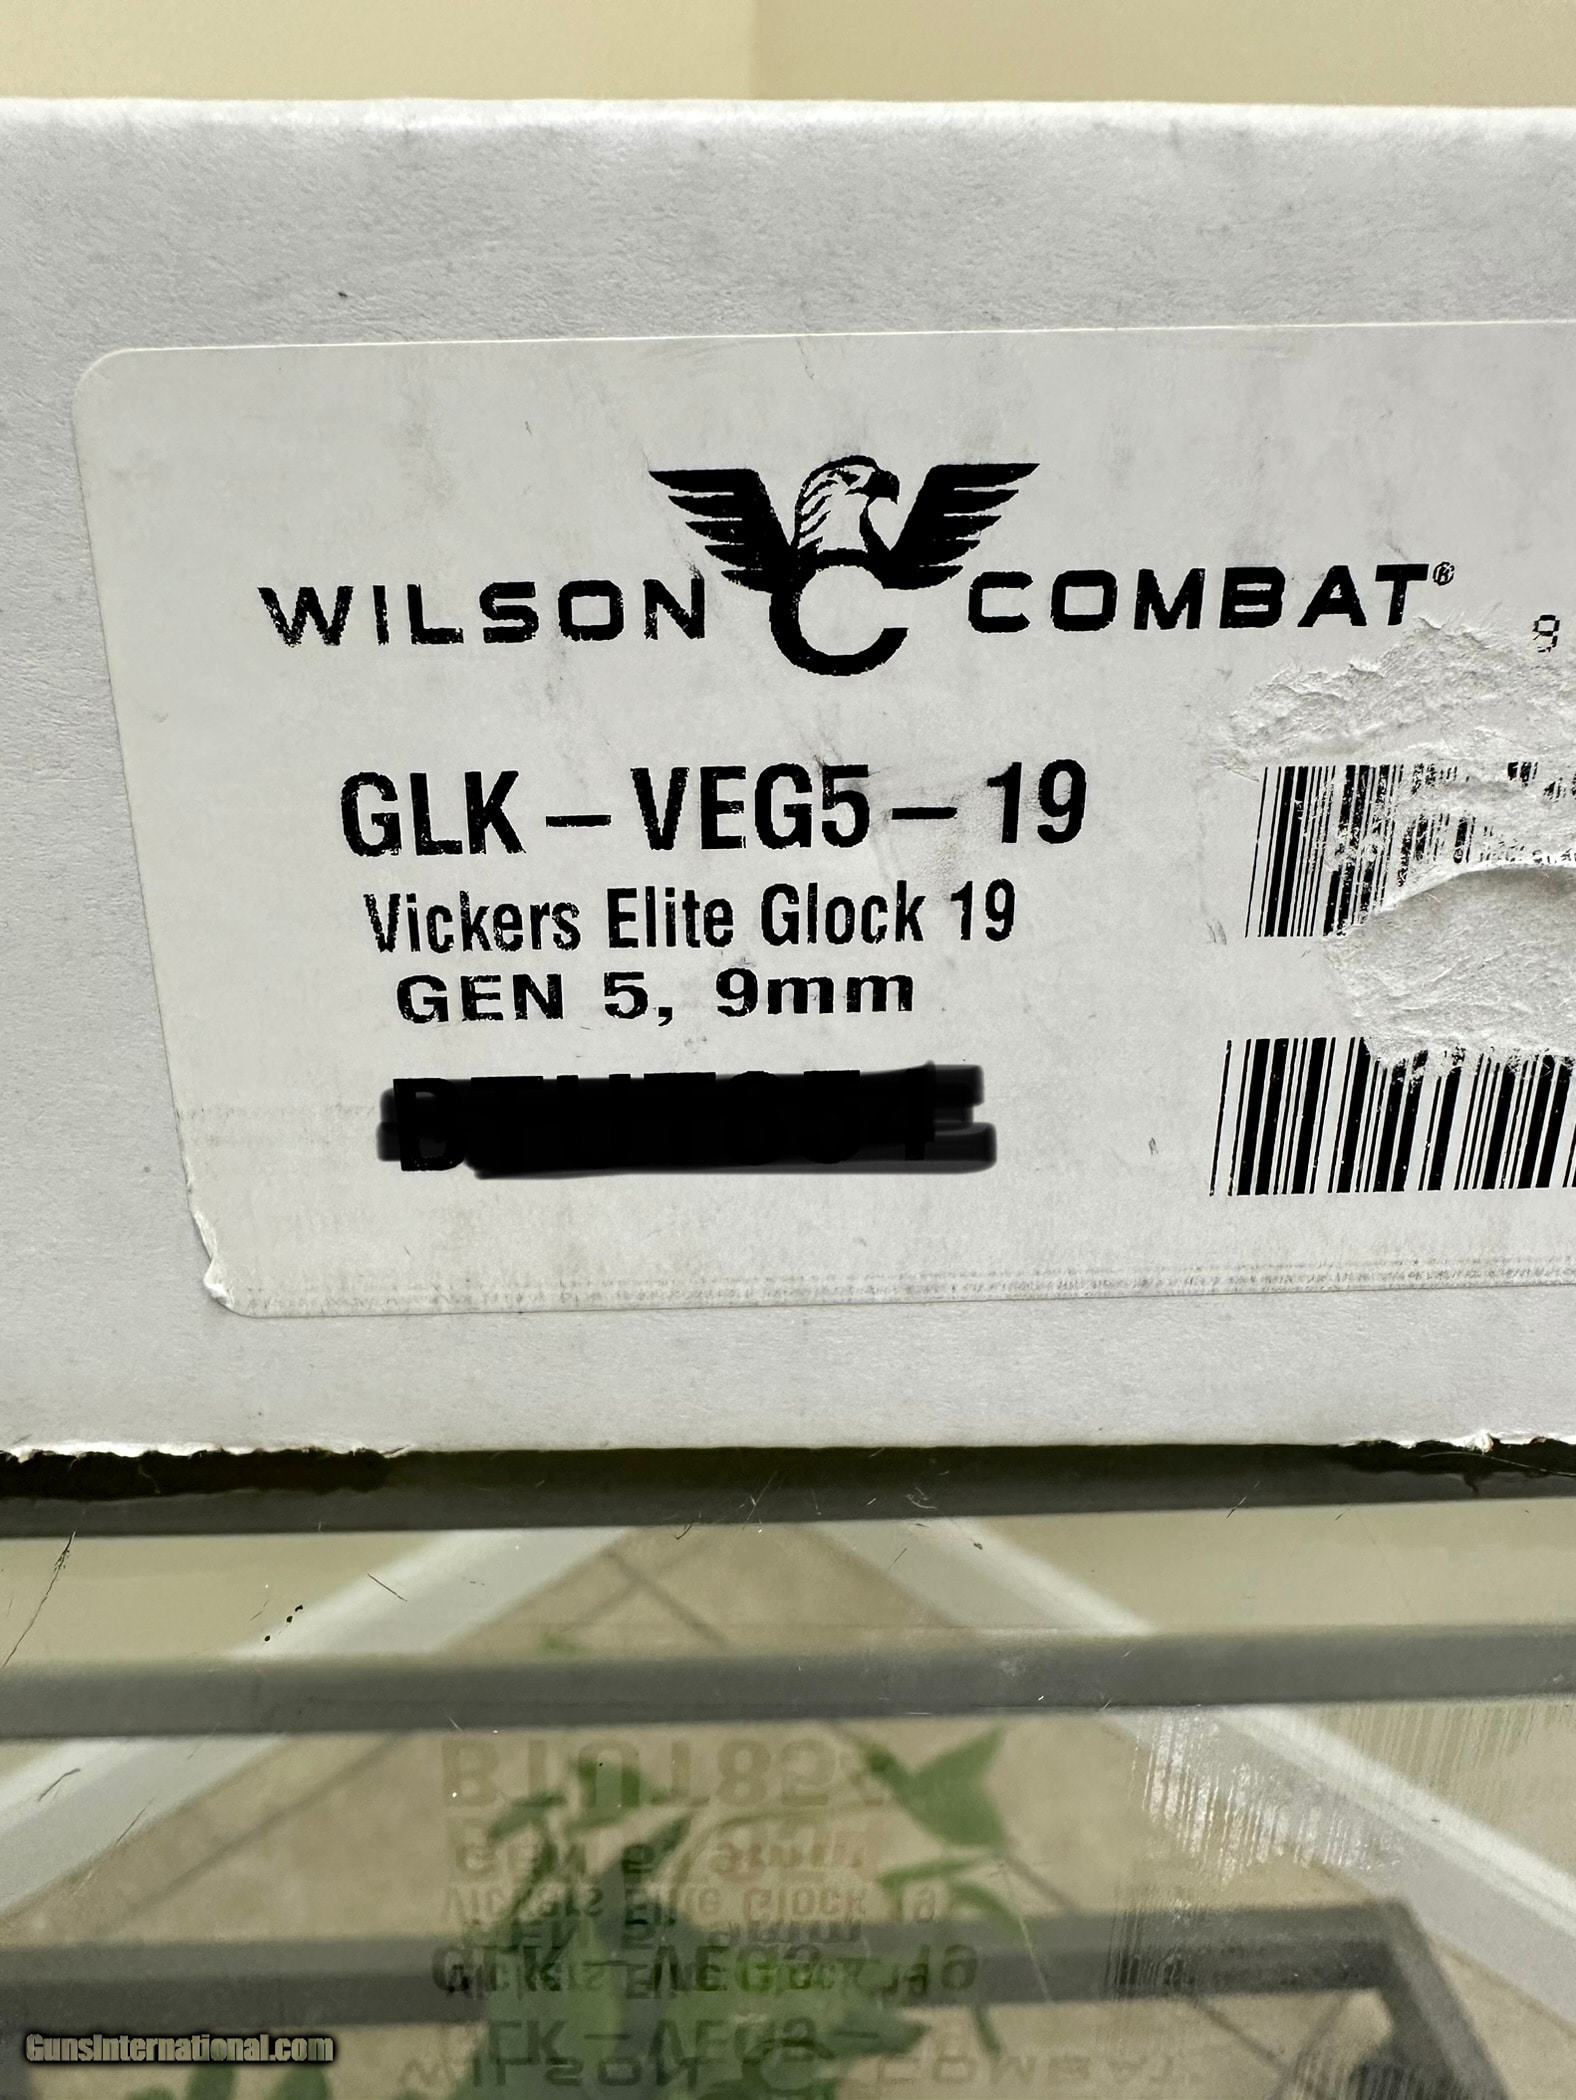 WILSON COMBAT®
GLK-VEG5-19
Vickers Elite Glock 19
GEN 5, 9mm
GunsInternational.com